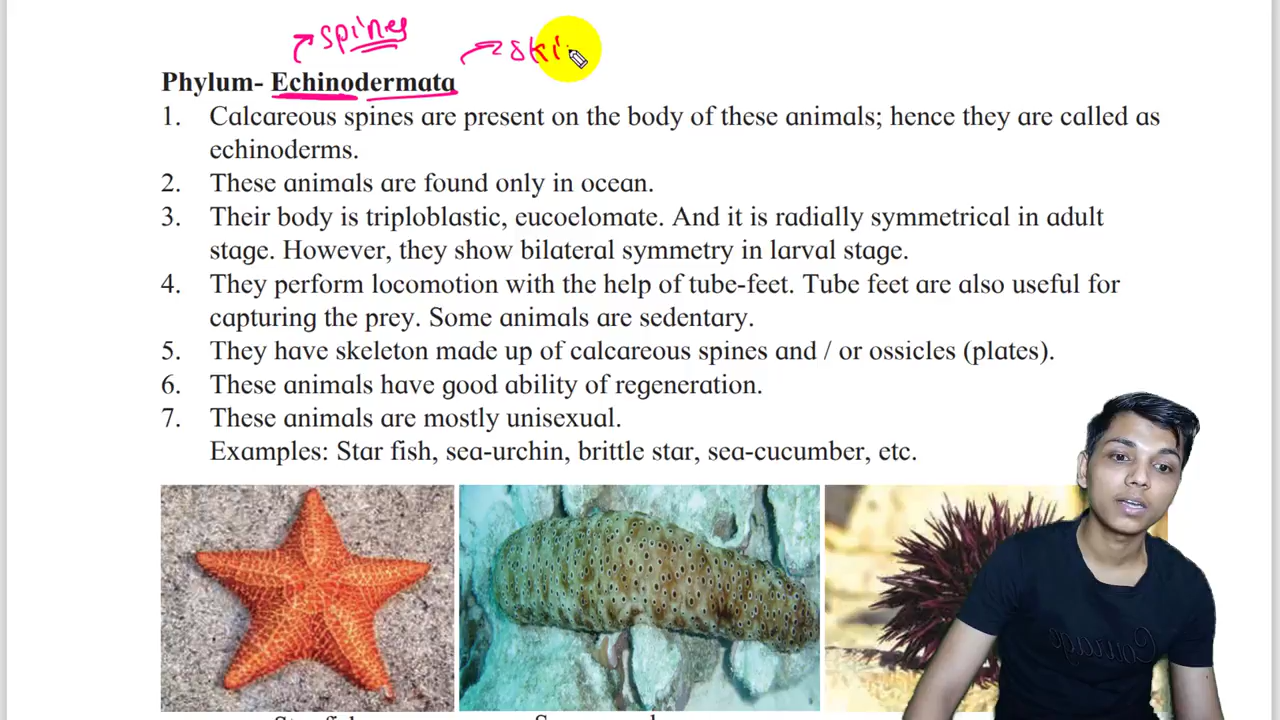 spines
ski
Phylum- Echinodermata
1. Calcareous spines are present on the body of these animals; hence they are called as
echinoderms.
2. These animals are found only in ocean.
3. Their body is triploblastic, eucoelomate. And it is radially symmetrical in adult
stage. However, they show bilateral symmetry in larval stage.
4. They perform locomotion with the help of tube-feet. Tube feet are also useful for
capturing the prey. Some animals are sedentary.
5. They have skeleton made up of calcareous spines and / or ossicles (plates).
6. These animals have good ability of regeneration.
7. These animals are mostly unisexual.
Examples: Star fish, sea-urchin, brittle star, sea-cucumber, etc.